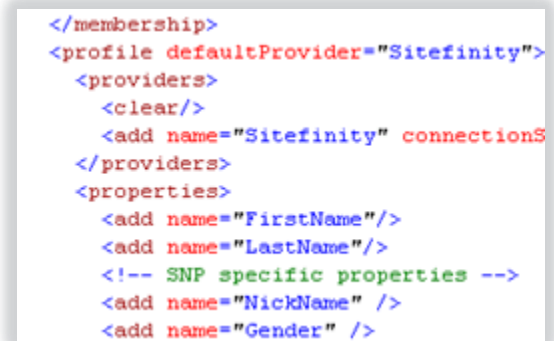 </membership>
<profile defaultProvider="Sitefinity">
<providers>
<clear/>
<add name="Sitefinity" connectionS
</providers>
<properties>
<add name="FirstName"/>
<add name="LastName"/>
<!-- SNP specific properties -->
<add name="NickName" />
<add name="Gender" />